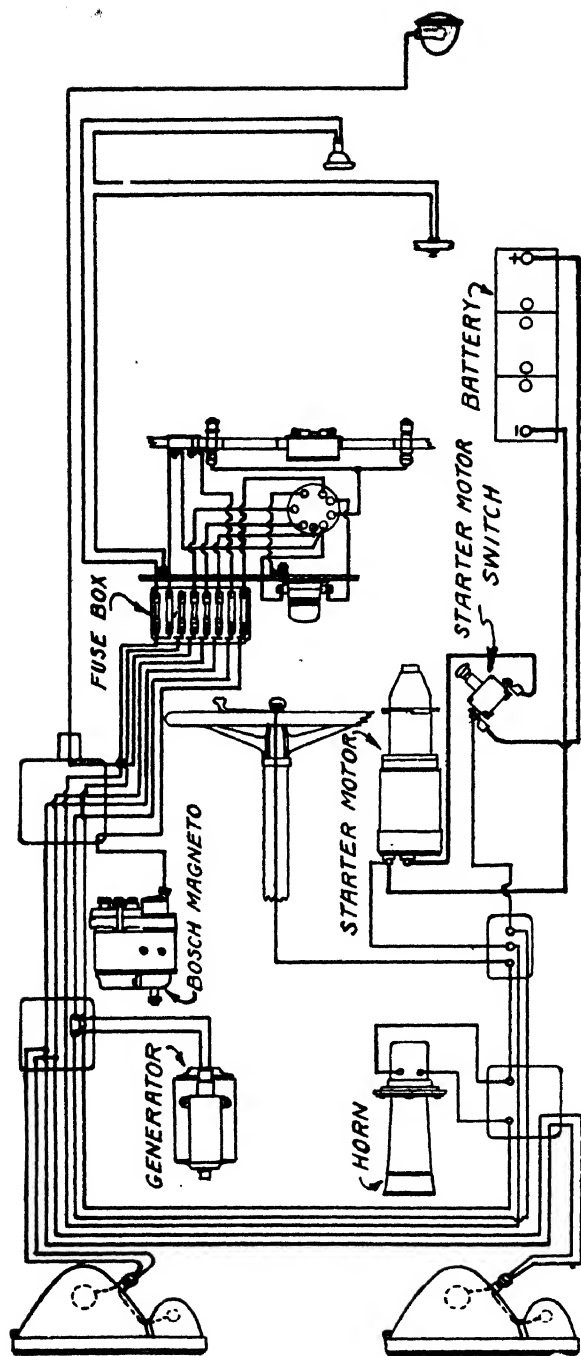 FUSE BOX
BATTERY
+
−
STARTER MOTOR
SWITCH
STARTER MOTOR
BOSCH MAGNETO
GENERATOR
HORN